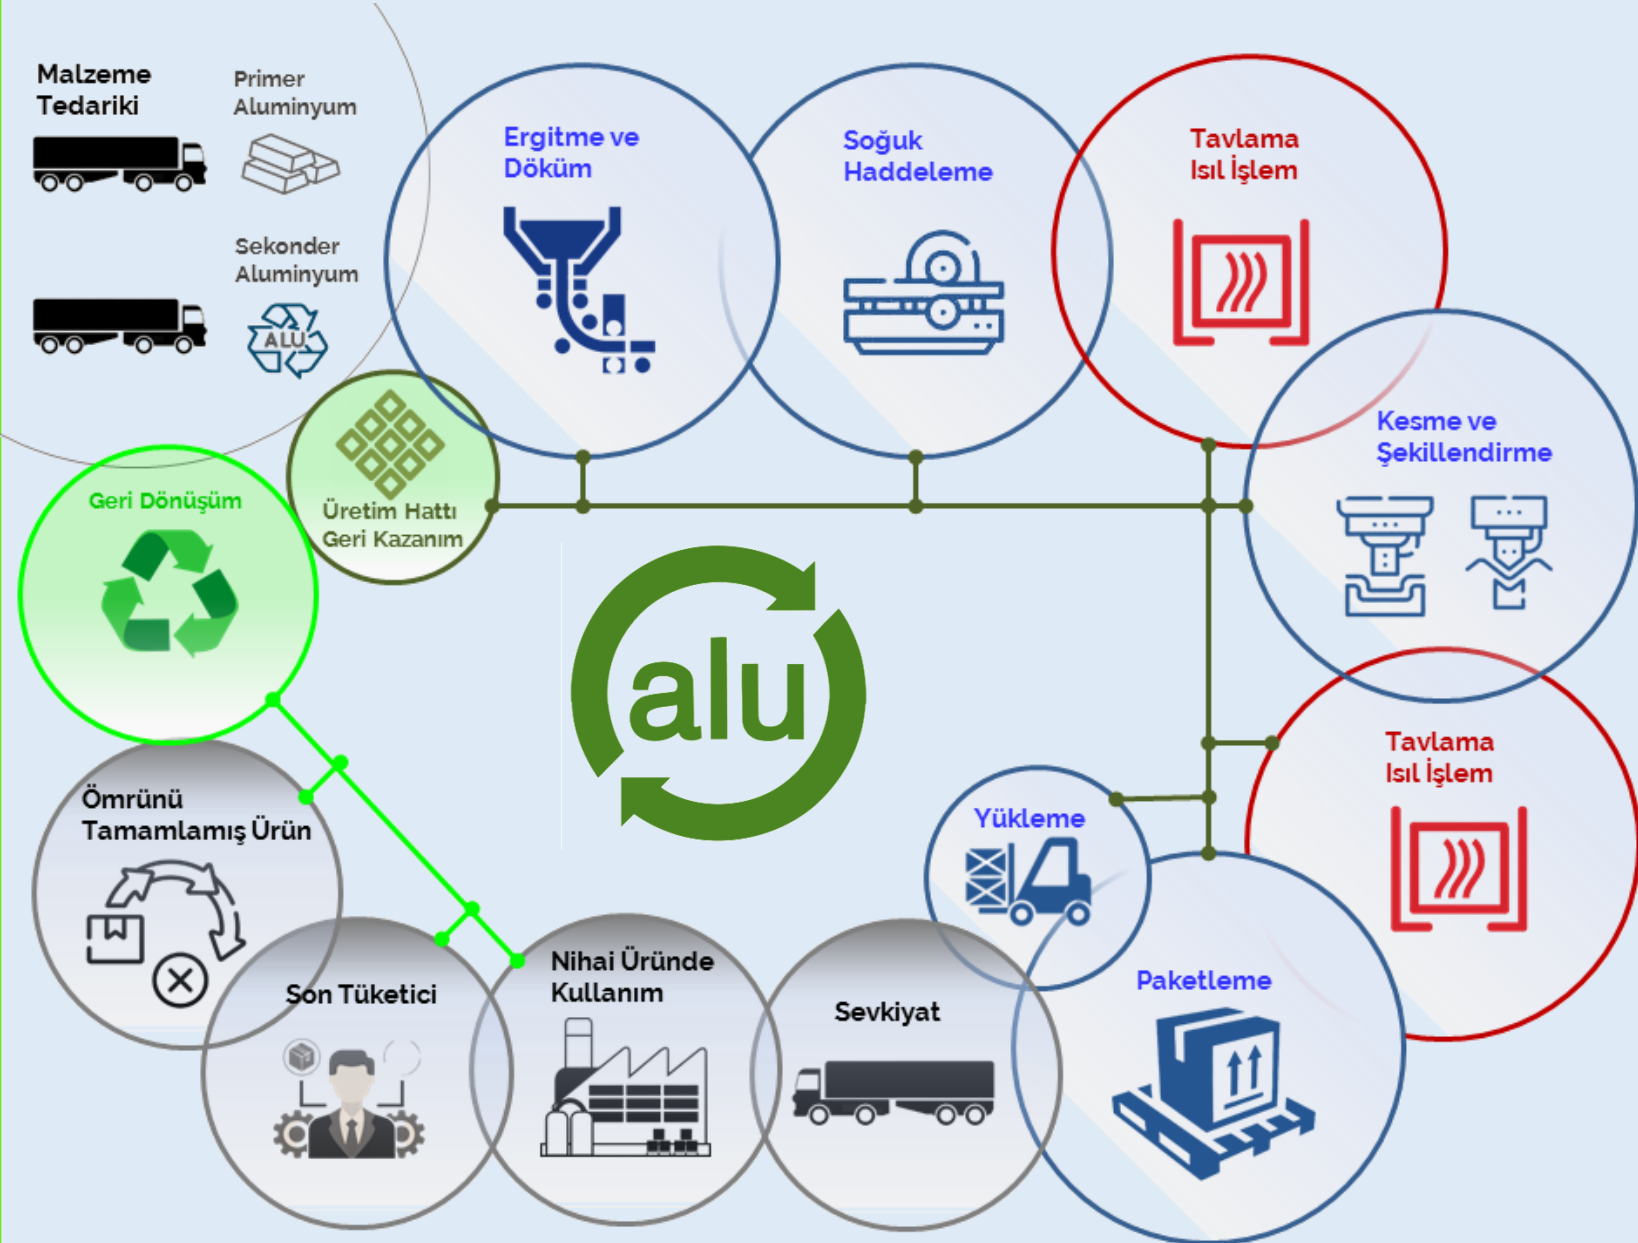 Malzeme
Tedariki
Primer
Aluminyum
Sekonder
Aluminyum
ALU
Ergitme ve
Döküm
Soğuk
Haddeleme
Tavlama
Isıl İşlem
Kesme ve
Şekillendirme
Tavlama
Isıl İşlem
Paketleme
Yükleme
Sevkiyat
Nihai Üründe
Kullanım
Son Tüketici
Ömrünü
Tamamlamış Ürün
Geri Dönüşüm
Üretim Hattı
Geri Kazanım
alu